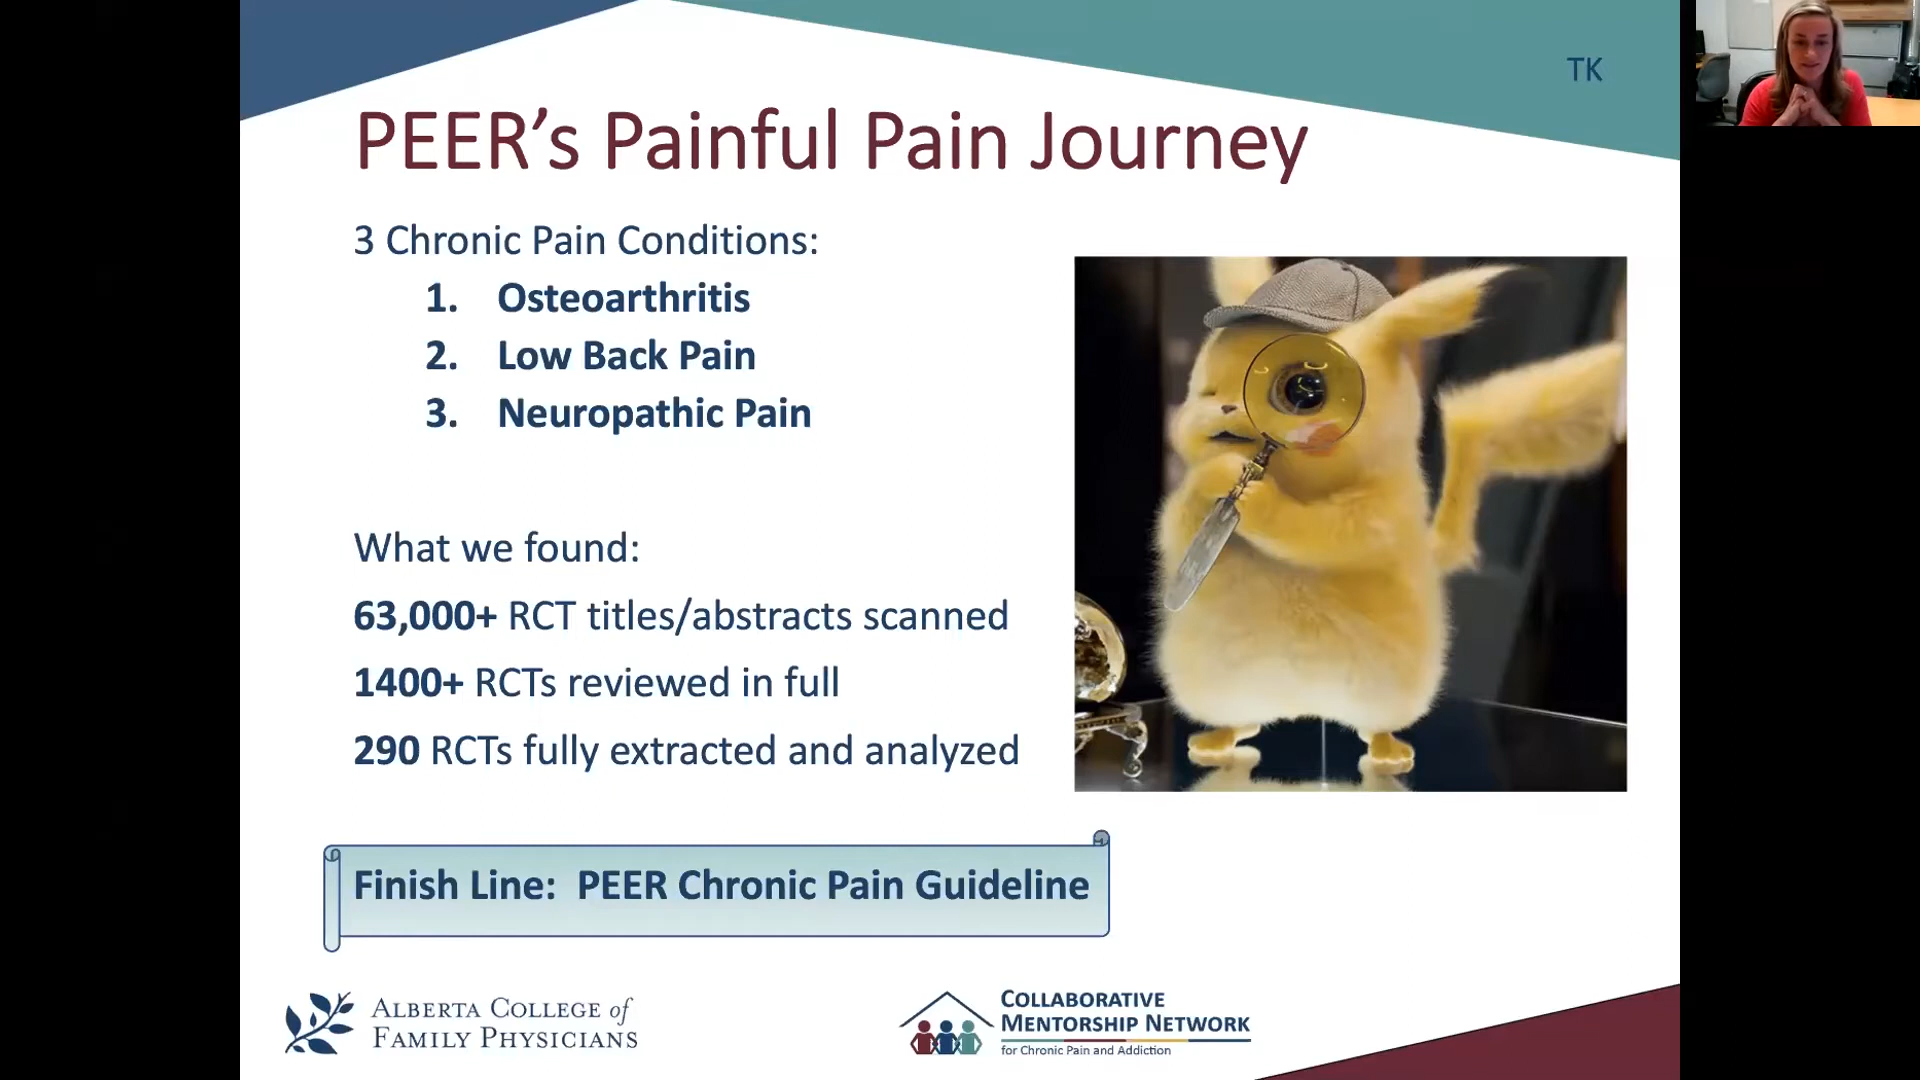 TK
PEER’s Painful Pain Journey
3 Chronic Pain Conditions:
1. Osteoarthritis
2. Low Back Pain
3. Neuropathic Pain
What we found:
63,000+ RCT titles/abstracts scanned
1400+ RCTs reviewed in full
290 RCTs fully extracted and analyzed
Finish Line: PEER Chronic Pain Guideline
ALBERTA COLLEGE of
FAMILY PHYSICIANS
COLLABORATIVE
MENTORSHIP NETWORK
for Chronic Pain and Addiction